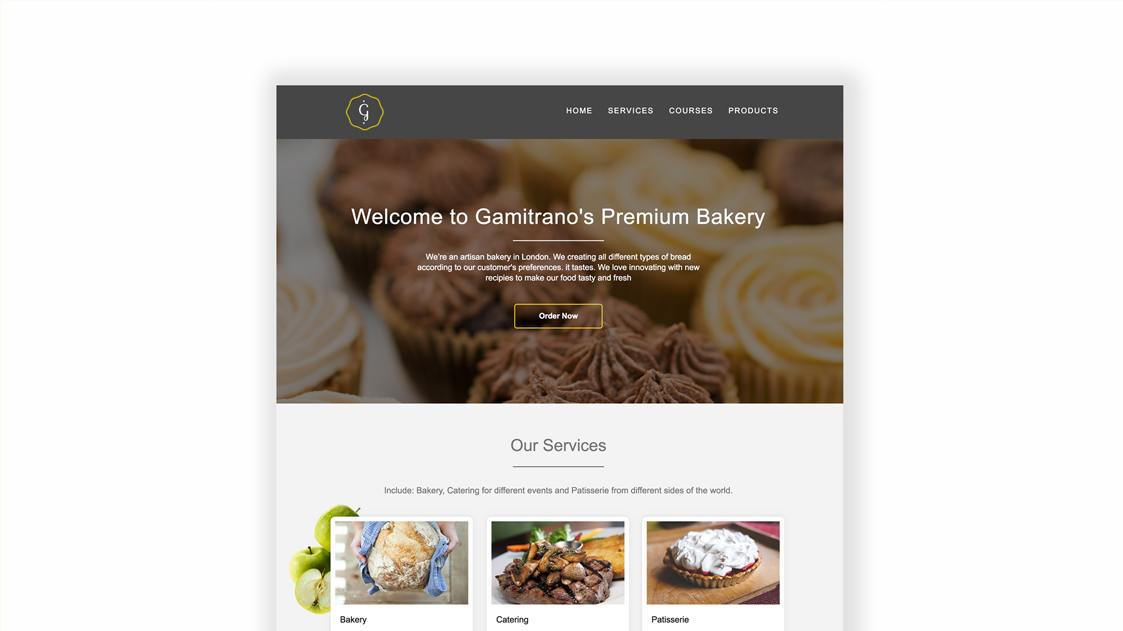 G
HOME SERVICES COURSES PRODUCTS
Welcome to Gamitrano's Premium Bakery
We're an artisan bakery in London. We creating all different types of bread
according to our customer's preferences. it tastes. We love innovating with new
recipies to make our food tasty and fresh
Order Now
Our Services
Include: Bakery, Catering for different events and Patisserie from different sides of the world.
Bakery Catering Patisserie